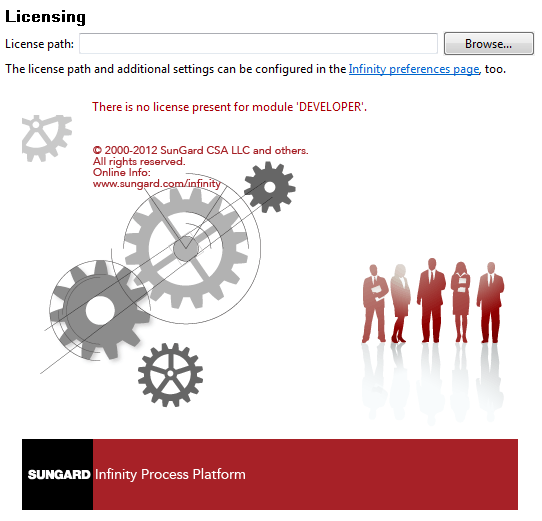 Licensing
License path:
Browse...
The license path and additional settings can be configured in the Infinity preferences page, too.
There is no license present for module 'DEVELOPER'.
© 2000-2012 SunGard CSA LLC and others.
All rights reserved.
Online Info:
www.sungard.com/infinity
SUNGARD Infinity Process Platform